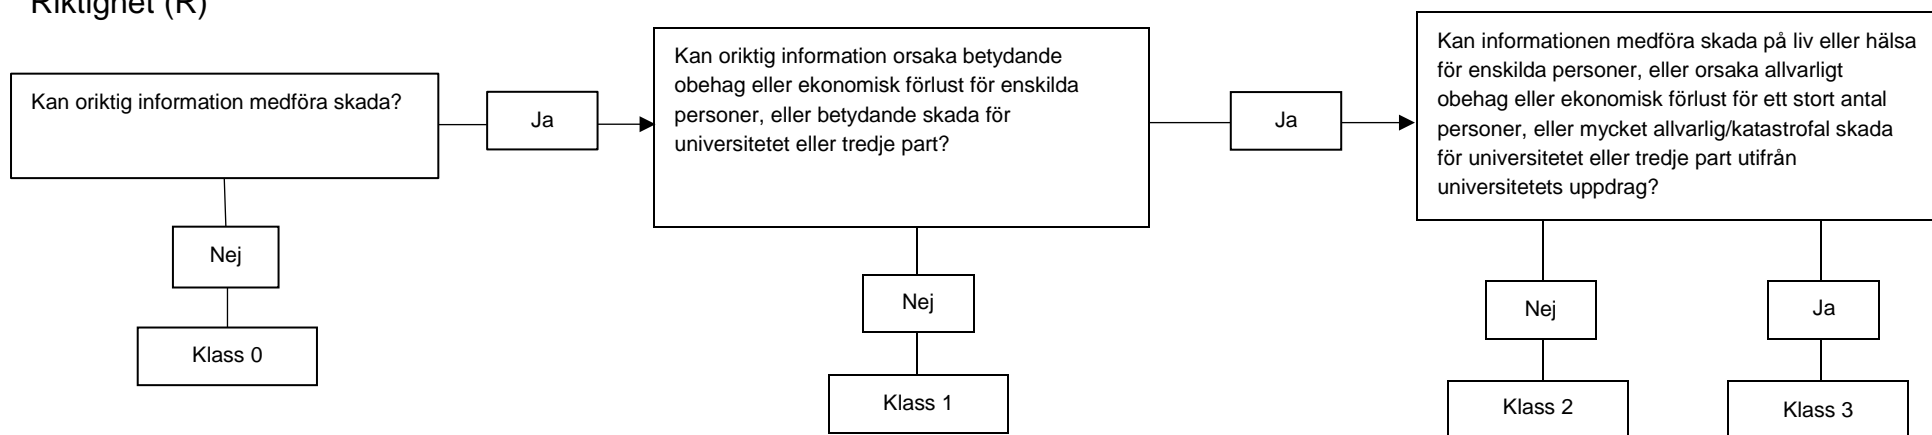 Riktighet (R)
Kan oriktig information medföra skada?
Ja
Kan oriktig information orsaka betydande
obehag eller ekonomisk förlust för enskilda
personer, eller betydande skada för
universitetet eller tredje part?
Ja
Kan informationen medföra skada på liv eller hälsa
för enskilda personer, eller orsaka allvarligt
obehag eller ekonomisk förlust för ett stort antal
personer, eller mycket allvarlig/katastrofal skada
för universitetet eller tredje part utifrån
universitetets uppdrag?
Nej
Klass 0
Nej
Klass 1
Nej
Klass 2
Ja
Klass 3